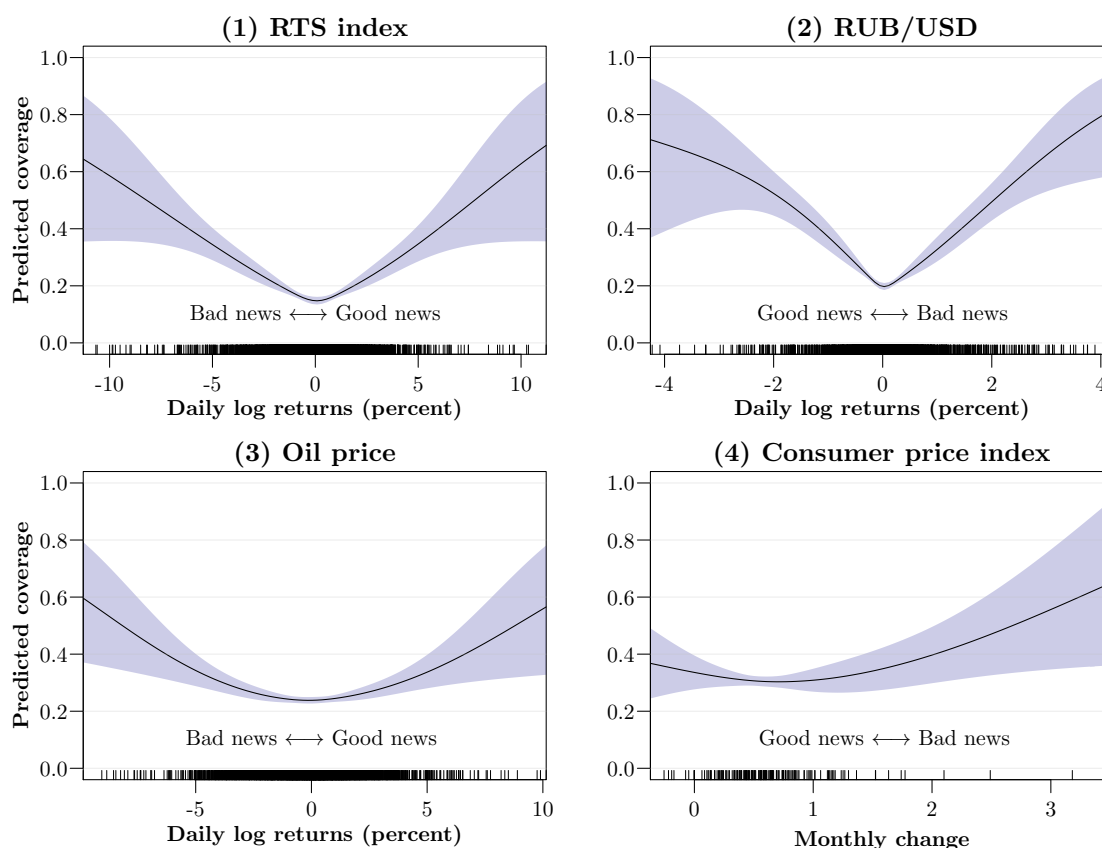 (1) RTS index
Predicted coverage
1.0
0.8
0.6
0.4
0.2
0.0
Bad news ⟷ Good news
-10 -5 0 5 10
Daily log returns (percent)
(2) RUB/USD
1.0
0.8
0.6
0.4
0.2
0.0
Good news ⟷ Bad news
-4 -2 0 2 4
Daily log returns (percent)
(3) Oil price
Predicted coverage
1.0
0.8
0.6
0.4
0.2
0.0
Bad news ⟷ Good news
-5 0 5 10
Daily log returns (percent)
(4) Consumer price index
1.0
0.8
0.6
0.4
0.2
0.0
Good news ⟷ Bad news
0 1 2 3
Monthly change